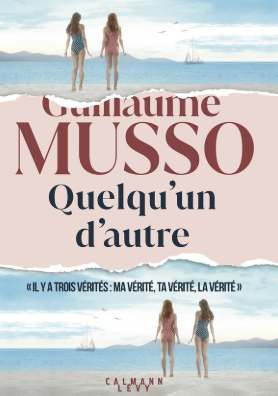 Guillaume
MUSSO
Quelqu'un
d'autre
« IL Y A TROIS VÉRITÉS : MA VÉRITÉ, TA VÉRITÉ, LA VÉRITÉ »
CALMANN
LEVY